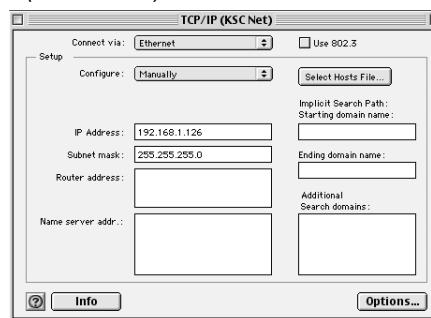 TCP/IP (KSC Net)
Connect via: Ethernet
Use 802.3
Setup
Configure: Manually
Select Hosts File...
Implicit Search Path:
Starting domain name:
IP Address: 192.168.1.126
Subnet mask: 255.255.255.0
Ending domain name:
Router address:
Additional
Search domains:
Name server addr.:
? Info
Options...